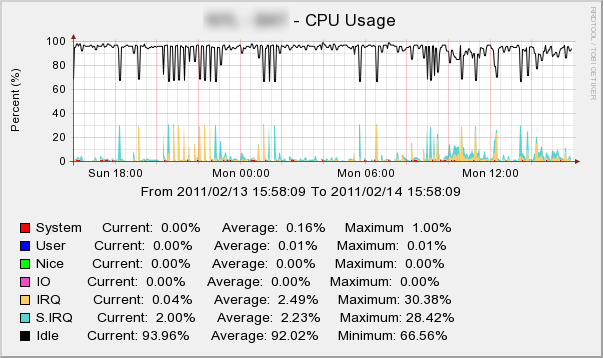 - CPU Usage
RRDTOOL / TOBI OETIKER
Percent (%)
100
80
60
40
20
0
Sun 18:00 Mon 00:00 Mon 06:00 Mon 12:00
From 2011/02/13 15:58:09 To 2011/02/14 15:58:09
System Current: 0.00% Average: 0.16% Maximum 1.00%
User Current: 0.00% Average: 0.01% Maximum: 0.01%
Nice Current: 0.00% Average: 0.00% Maximum: 0.00%
IO Current: 0.00% Average: 0.00% Maximum: 0.00%
IRQ Current: 0.04% Average: 2.49% Maximum: 30.38%
S.IRQ Current: 2.00% Average: 2.23% Maximum: 28.42%
Idle Current: 93.96% Average: 92.02% Minimum: 66.56%